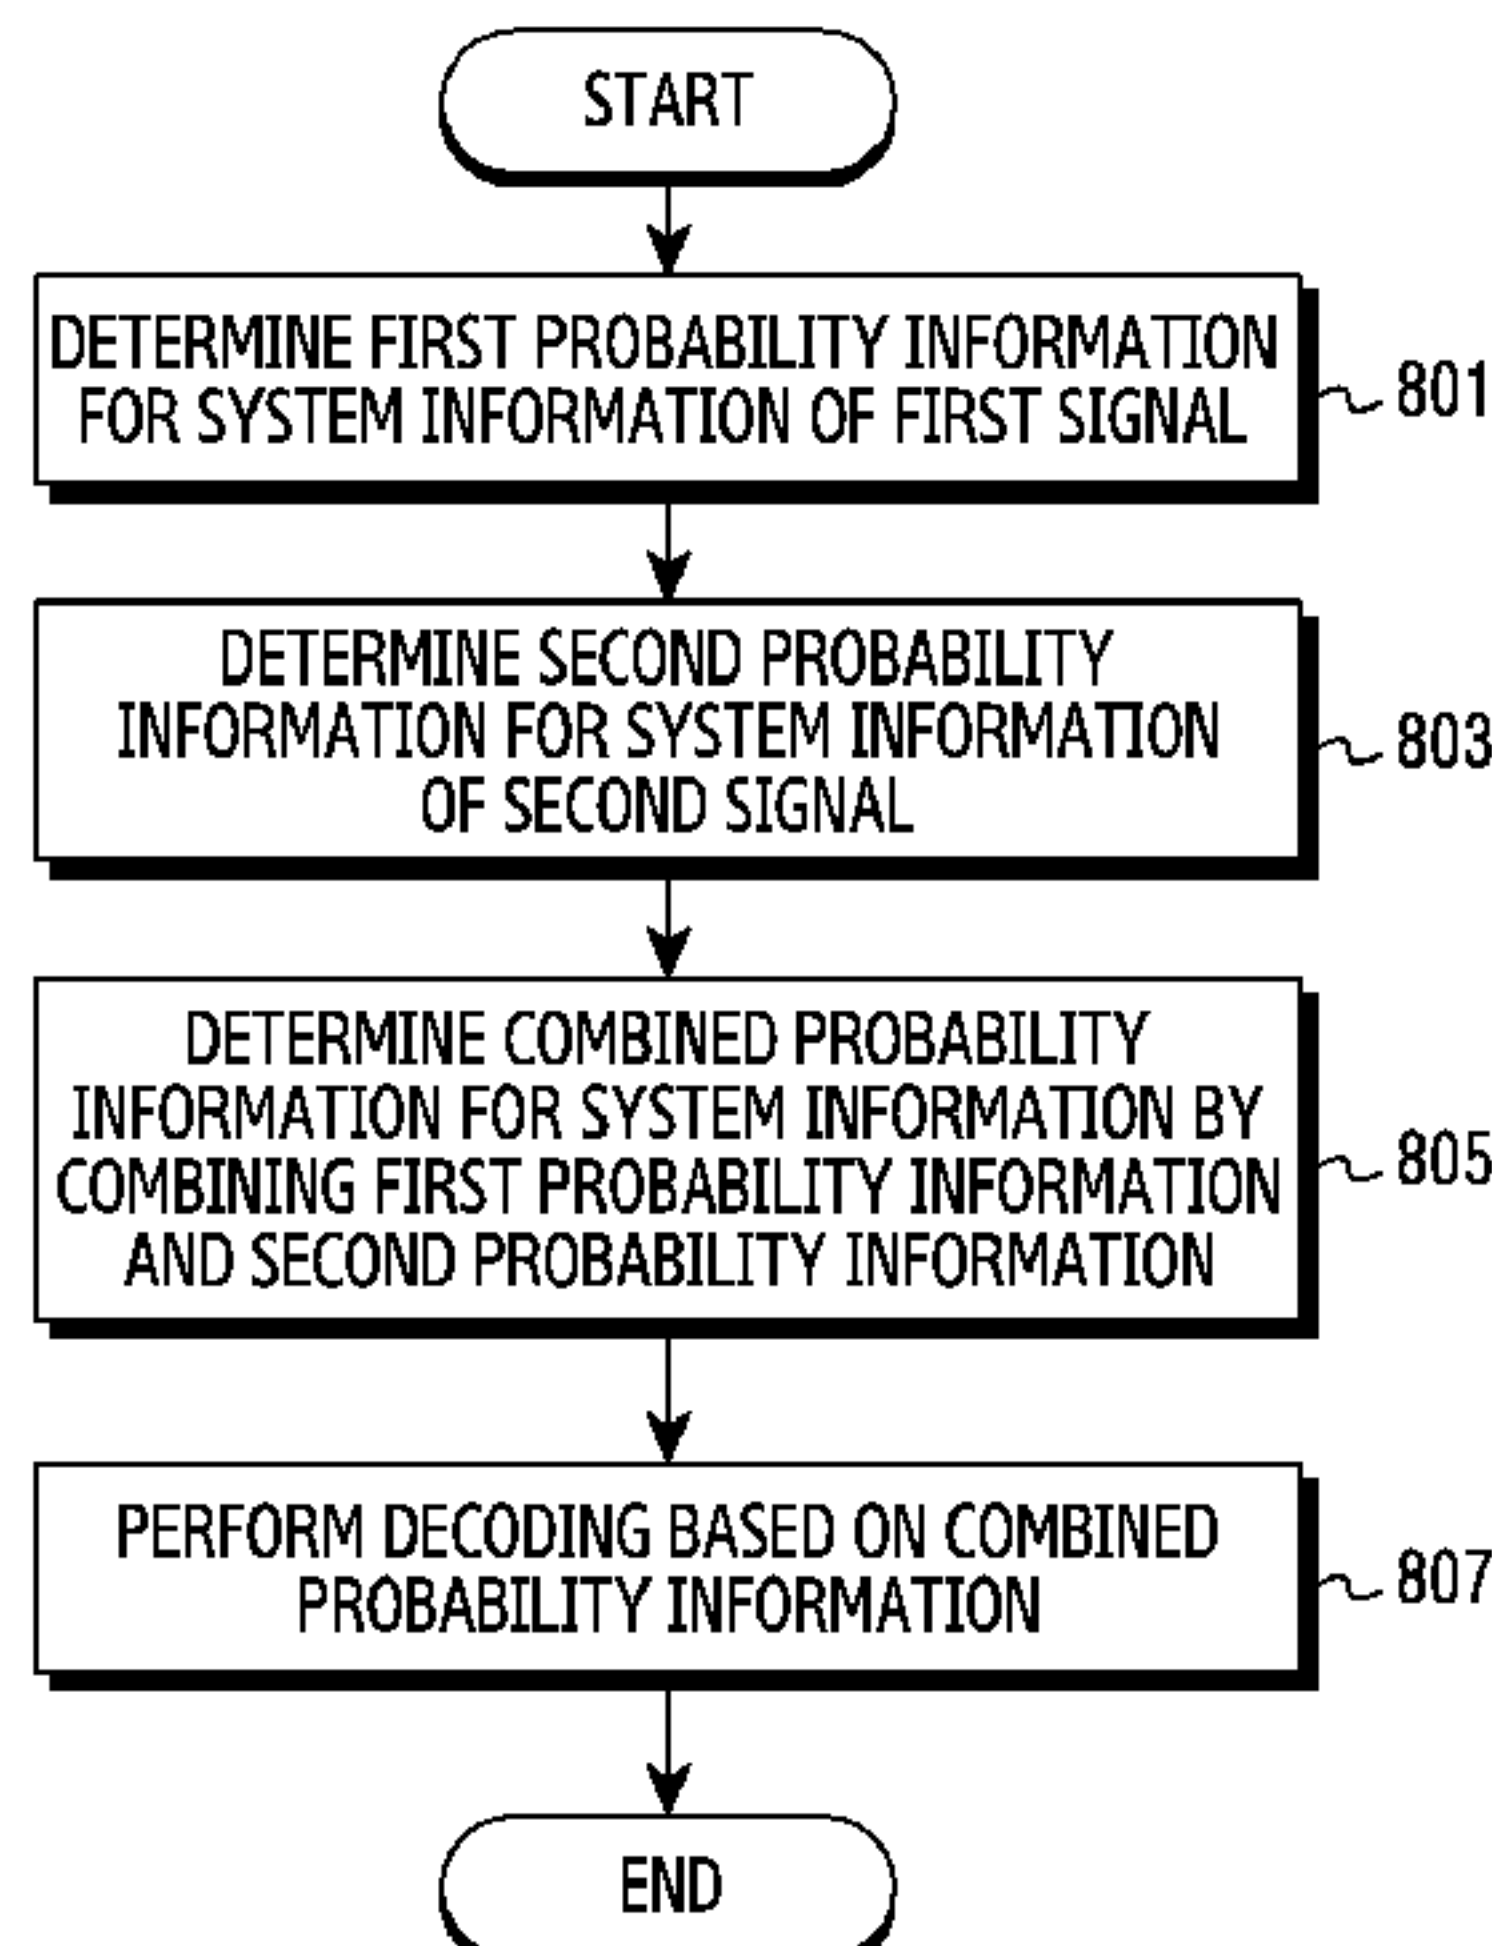 START
DETERMINE FIRST PROBABILITY INFORMATION
FOR SYSTEM INFORMATION OF FIRST SIGNAL
801
DETERMINE SECOND PROBABILITY
INFORMATION FOR SYSTEM INFORMATION
OF SECOND SIGNAL
803
DETERMINE COMBINED PROBABILITY
INFORMATION FOR SYSTEM INFORMATION BY
COMBINING FIRST PROBABILITY INFORMATION
AND SECOND PROBABILITY INFORMATION
805
PERFORM DECODING BASED ON COMBINED
PROBABILITY INFORMATION
807
END